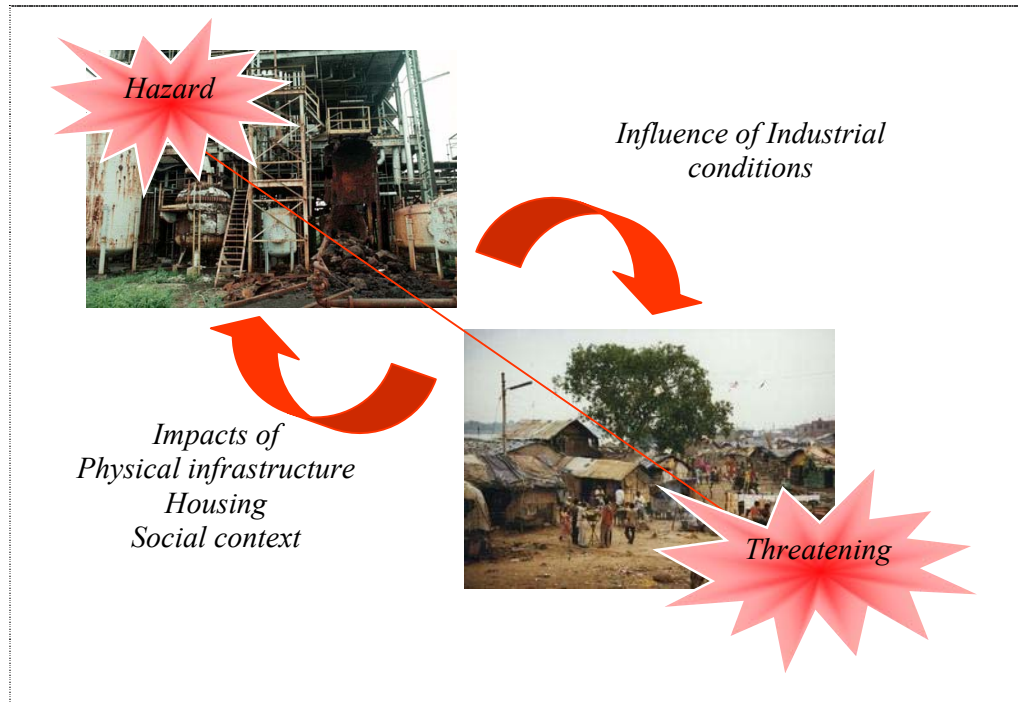 Hazard
Influence of Industrial
conditions
Impacts of
Physical infrastructure
Housing
Social context
Threatening